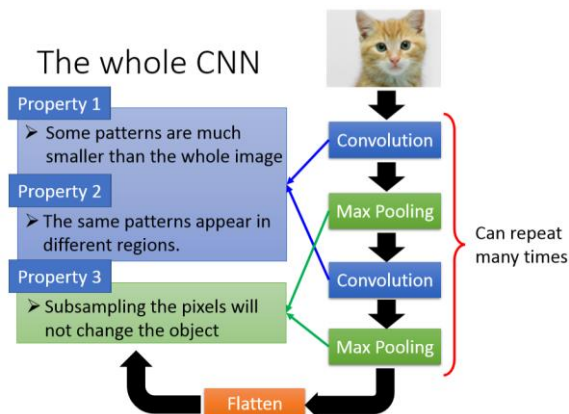 The whole CNN
Property 1
➢ Some patterns are much
smaller than the whole image
Property 2
➢ The same patterns appear in
different regions.
Property 3
➢ Subsampling the pixels will
not change the object
Convolution
Max Pooling
Convolution
Max Pooling
Can repeat
many times
Flatten